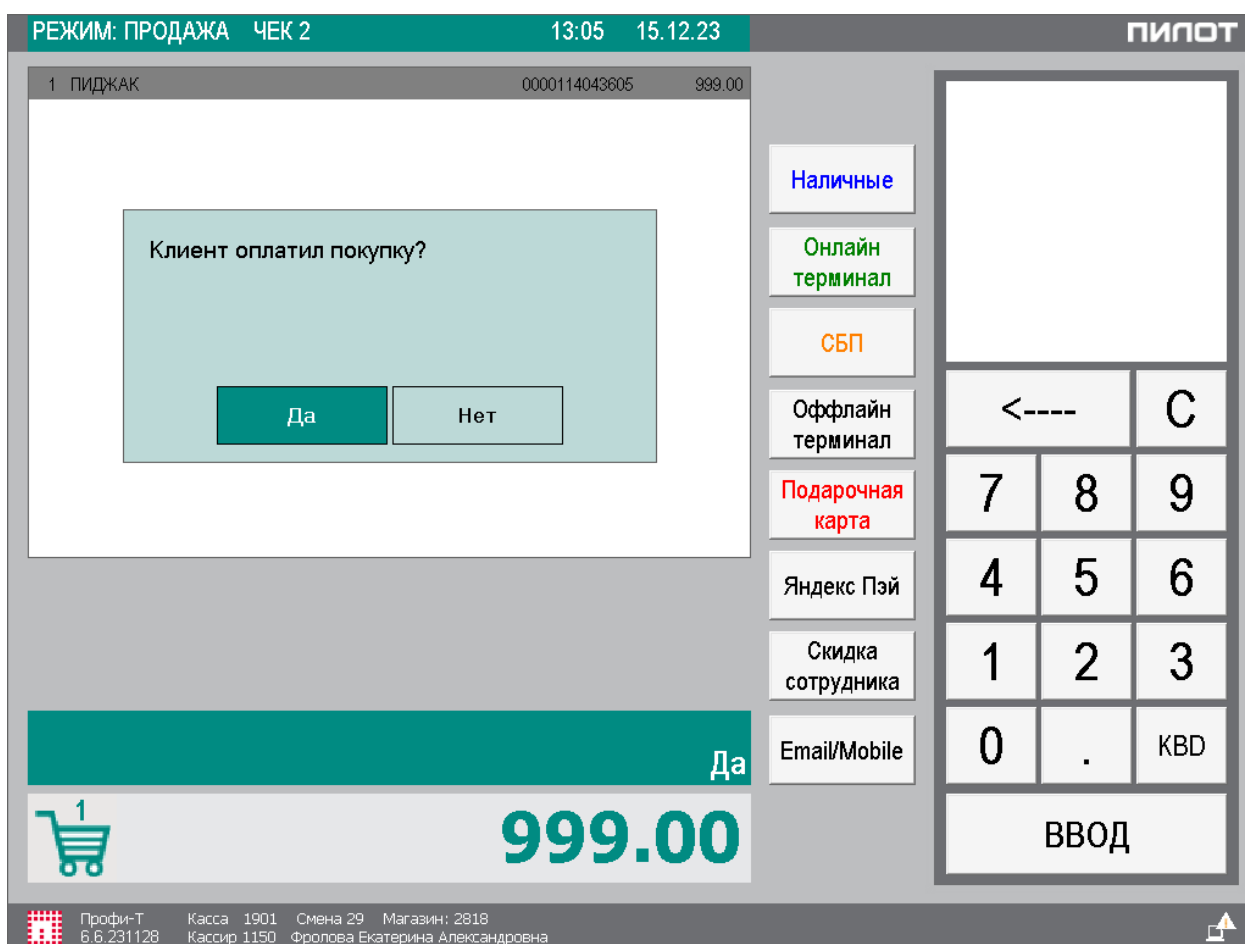 РЕЖИМ: ПРОДАЖА ЧЕК 2 13:05 15.12.23
ПИЛОТ
1 ПИДЖАК 0000114043605 999.00
Клиент оплатил покупку?
Да Нет
Да
1
999.00
Наличные
Онлайн
терминал
СБП
Оффлайн
терминал
Подарочная
карта
Яндекс Пэй
Скидка
сотрудника
Email/Mobile
<---- C
7 8 9
4 5 6
1 2 3
0 . KBD
ВВОД
Профи-Т Касса 1901 Смена 29 Магазин: 2818
6.6.231128 Кассир 1150 Фролова Екатерина Александровна